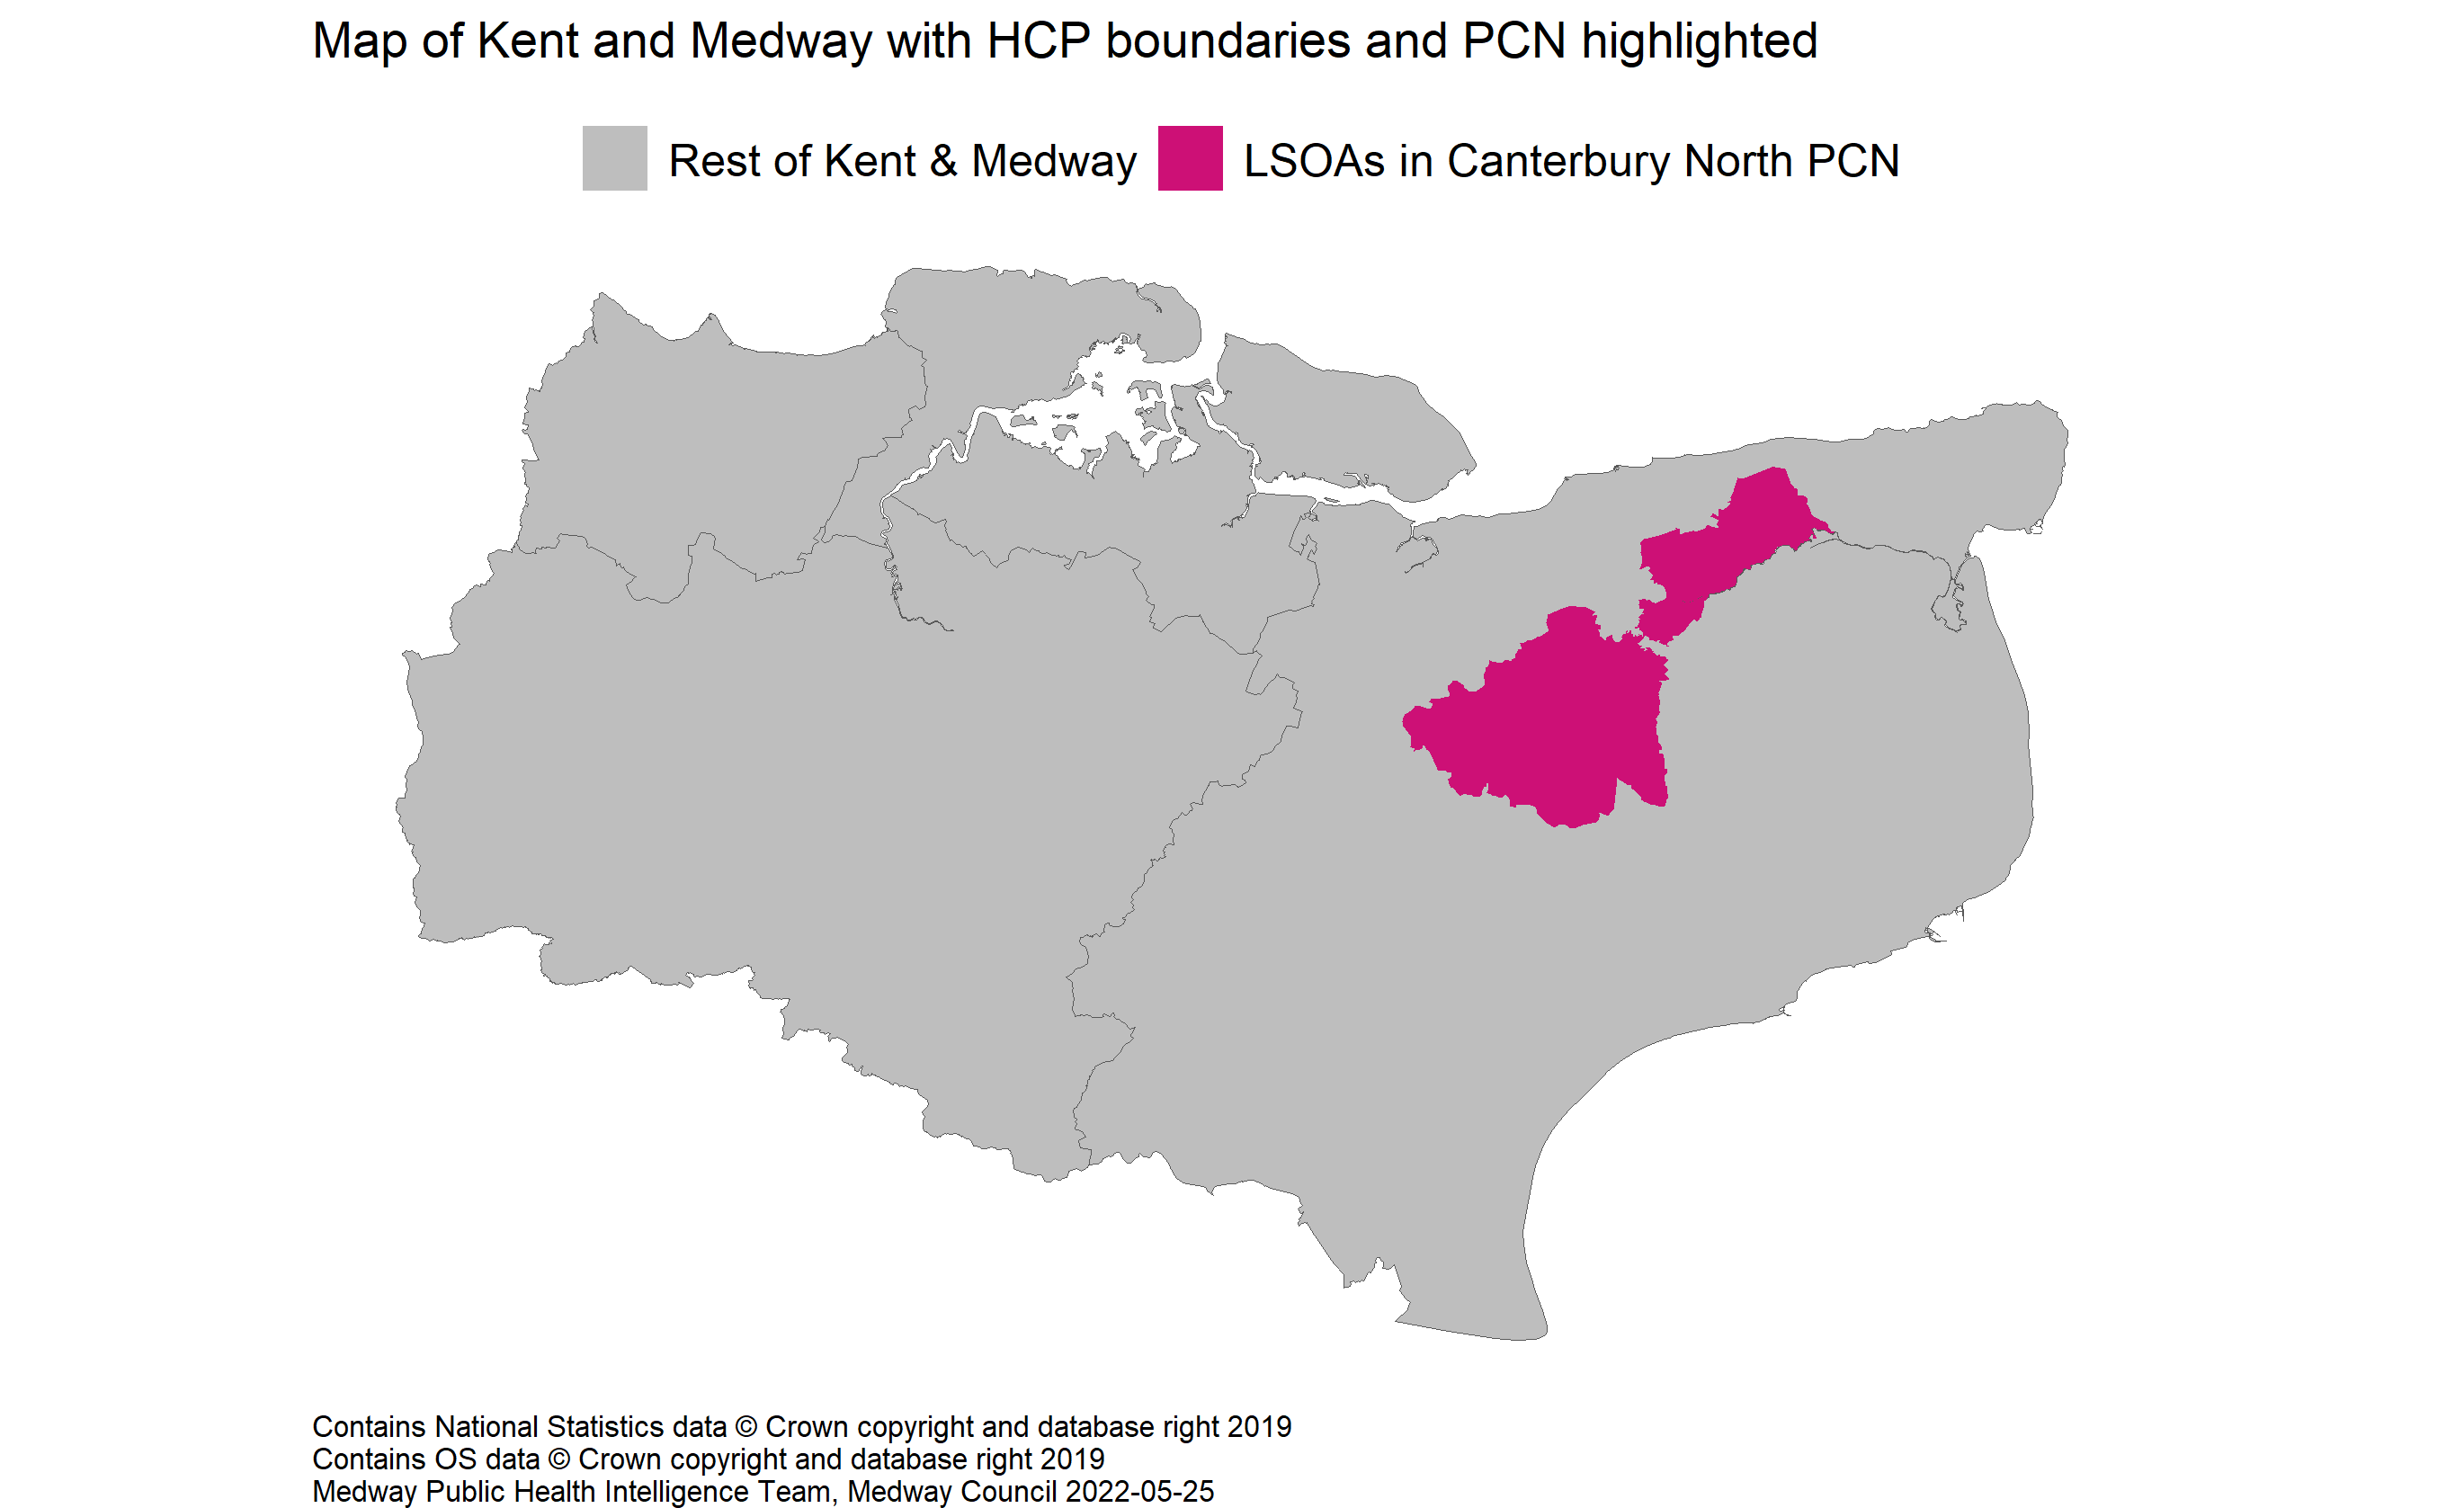 Map of Kent and Medway with HCP boundaries and PCN highlighted
Rest of Kent & Medway LSOAs in Canterbury North PCN
Contains National Statistics data © Crown copyright and database right 2019
Contains OS data © Crown copyright and database right 2019
Medway Public Health Intelligence Team, Medway Council 2022-05-25